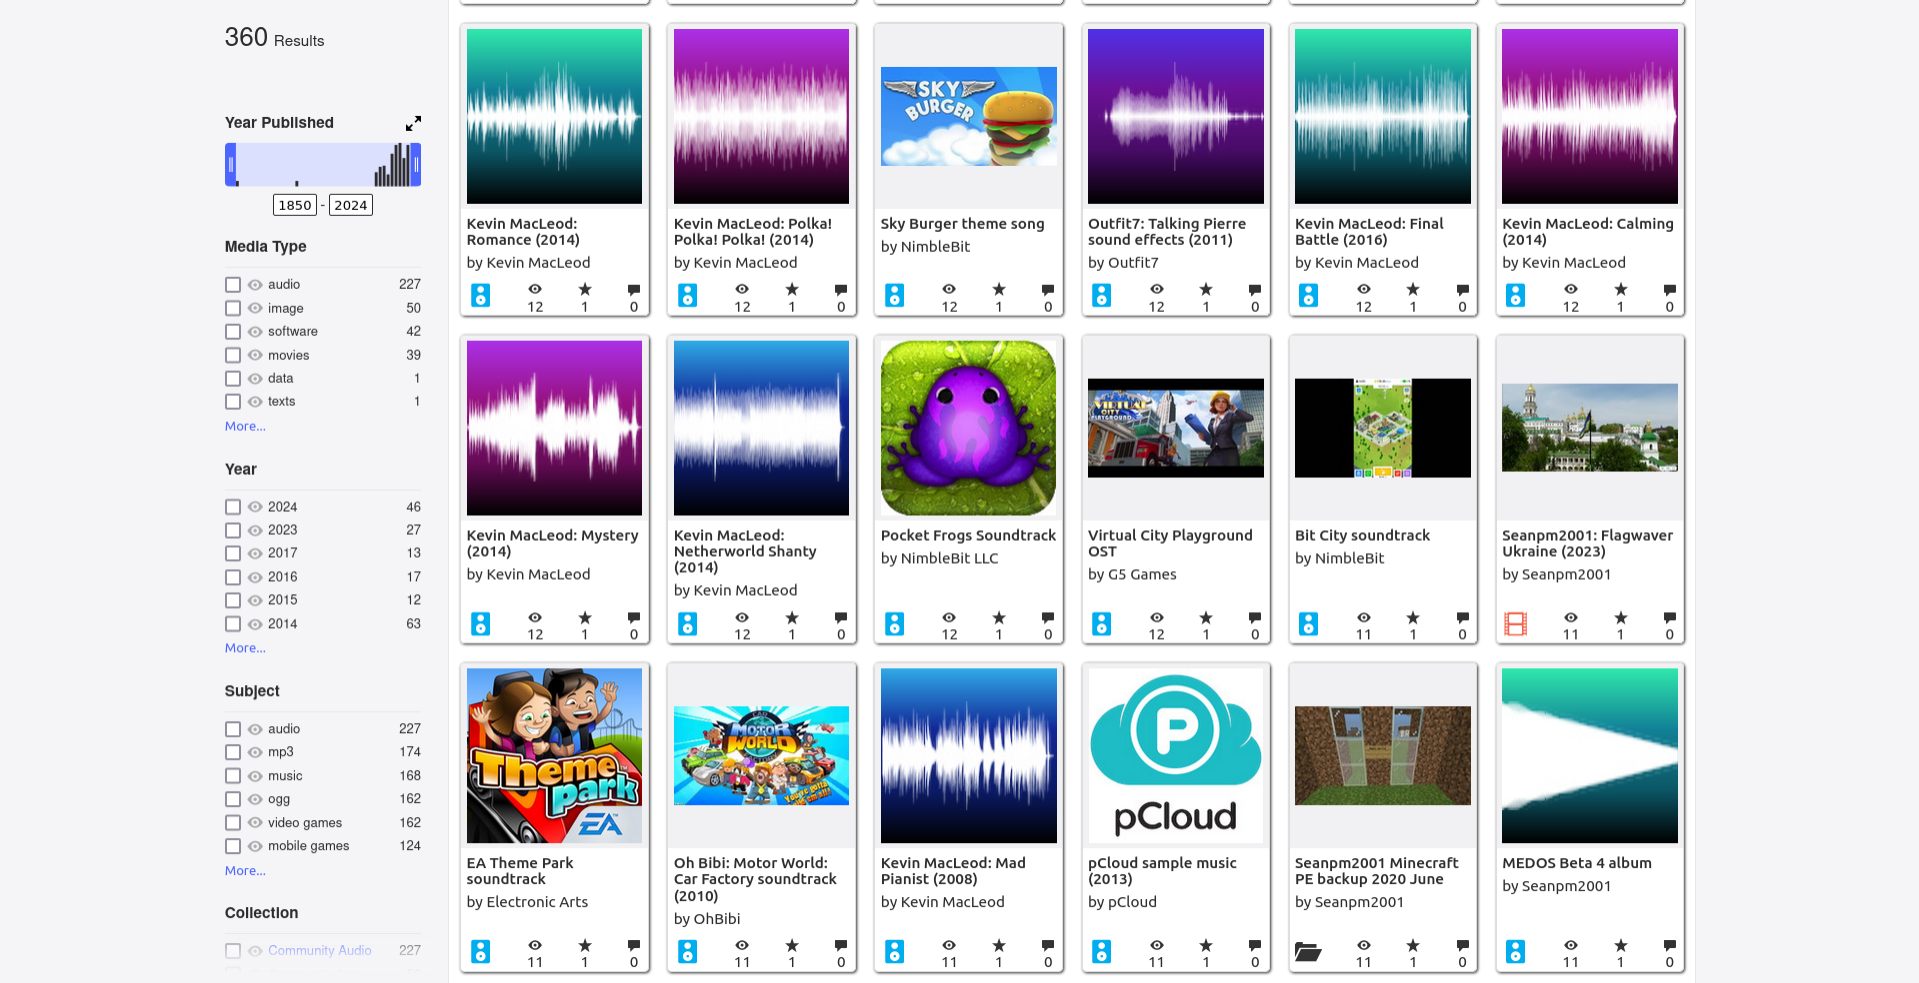 360 Results
Year Published
1850 - 2024
Media Type
audio 227
image 50
software 42
movies 39
data 1
texts 1
More...
Year
2024 46
2023 27
2017 13
2016 17
2015 12
2014 63
More...
Subject
audio 227
mp3 174
music 168
ogg 162
video games 162
mobile games 124
More...
Collection
Community Audio 227
Kevin MacLeod:
Romance (2014)
by Kevin MacLeod
12 1 0
Kevin MacLeod: Polka!
Polka! Polka! (2014)
by Kevin MacLeod
12 1 0
SKY
BURGER
Sky Burger theme song
by NimbleBit
12 1 0
Outfit7: Talking Pierre
sound effects (2011)
by Outfit7
12 1 0
Kevin MacLeod: Final
Battle (2016)
by Kevin MacLeod
12 1 0
Kevin MacLeod: Calming
(2014)
by Kevin MacLeod
12 1 0
Kevin MacLeod: Mystery
(2014)
by Kevin MacLeod
12 1 0
Kevin MacLeod:
Netherworld Shanty
(2014)
by Kevin MacLeod
12 1 0
Pocket Frogs Soundtrack
by NimbleBit LLC
12 1 0
VIRTUAL
CITY
PLAYGROUND
Virtual City Playground
OST
by G5 Games
12 1 0
Bit City soundtrack
by NimbleBit
11 1 0
Seanpm2001: Flagwaver
Ukraine (2023)
by Seanpm2001
11 1 0
Theme
park
EA
EA Theme Park
soundtrack
by Electronic Arts
11 1 0
MOTOR
WORLD
You've gotta
Oh Bibi: Motor World:
Car Factory soundtrack
(2010)
by OhBibi
11 1 0
Kevin MacLeod: Mad
Pianist (2008)
by Kevin MacLeod
11 1 0
P
pCloud
pCloud sample music
(2013)
by pCloud
11 1 0
Seanpm2001 Minecraft
PE backup 2020 June
by Seanpm2001
11 1 0
MEDOS Beta 4 album
by Seanpm2001
11 1 0